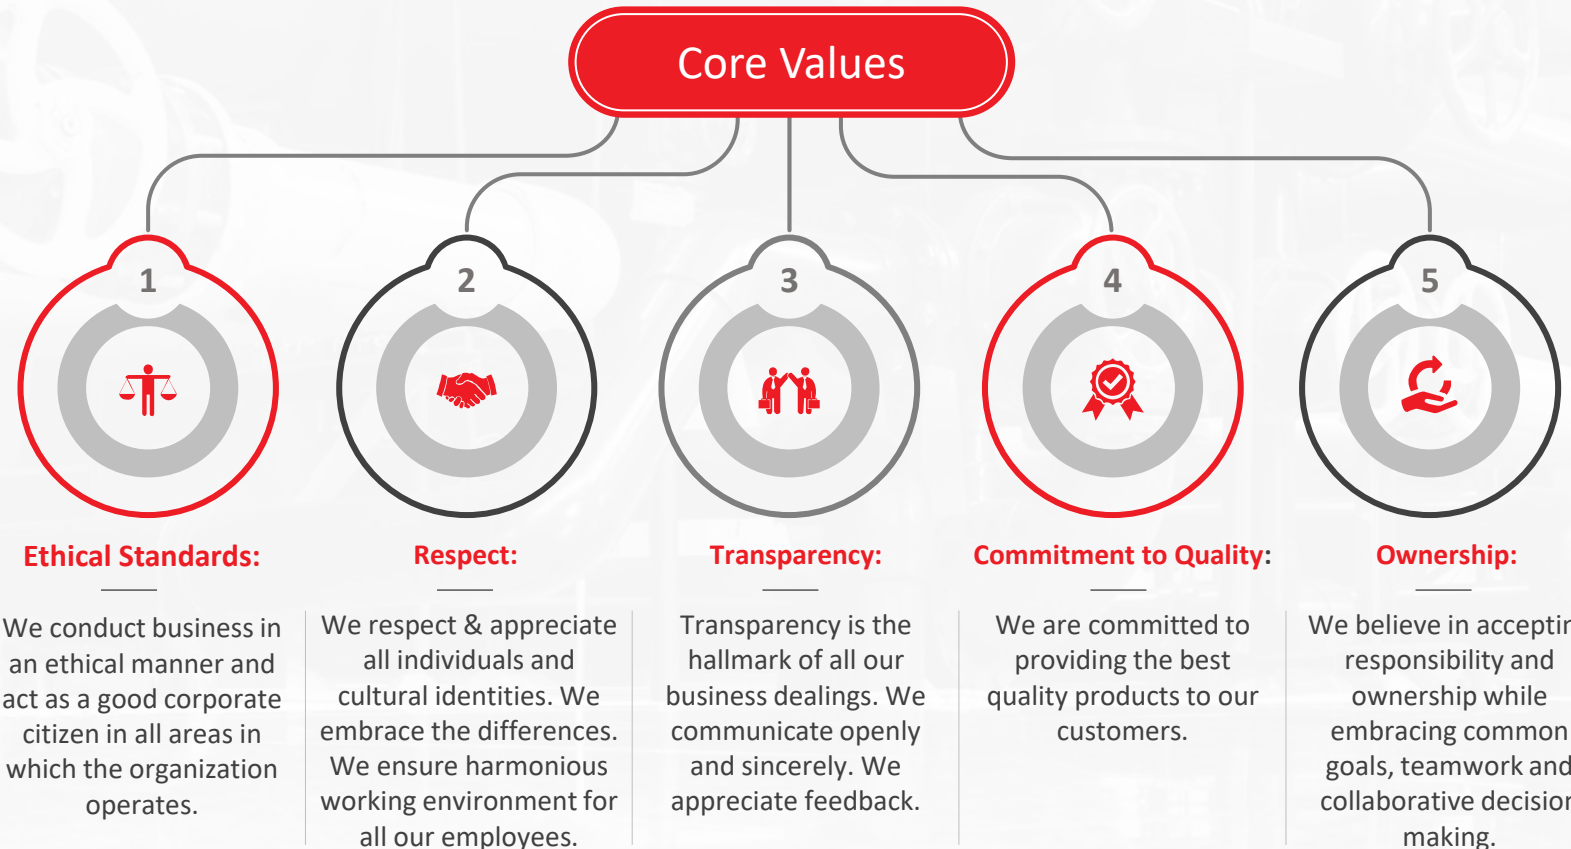 Core Values
1
2
3
4
5
Ethical Standards:
We conduct business in
an ethical manner and
act as a good corporate
citizen in all areas in
which the organization
operates.
Respect:
We respect & appreciate
all individuals and
cultural identities. We
embrace the differences.
We ensure harmonious
working environment for
all our employees.
Transparency:
Transparency is the
hallmark of all our
business dealings. We
communicate openly
and sincerely. We
appreciate feedback.
Commitment to Quality:
We are committed to
providing the best
quality products to our
customers.
Ownership:
We believe in acceptin
responsibility and
ownership while
embracing common
goals, teamwork and
collaborative decision
making.